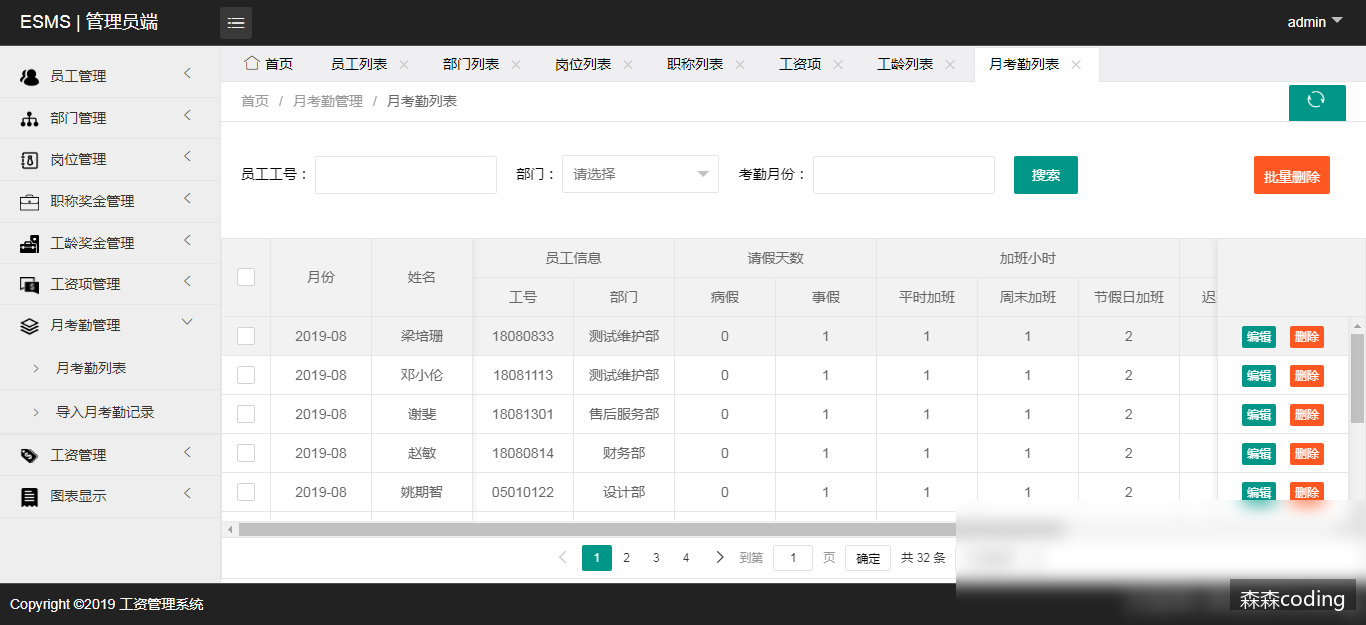 ESMS | 管理员端
admin
员工管理
部门管理
岗位管理
职称奖金管理
工龄奖金管理
工资项管理
月考勤管理
月考勤列表
导入月考勤记录
工资管理
图表显示
首页 员工列表 部门列表 岗位列表 职称列表 工资项 工龄列表 月考勤列表
首页 / 月考勤管理 / 月考勤列表
员工工号： 部门： 请选择 考勤月份： 搜索 批量删除
月份 姓名 员工信息 请假天数 加班小时
工号 部门 病假 事假 平时加班 周末加班 节假日加班 迟
2019-08 梁培珊 18080833 测试维护部 0 1 1 1 2 编辑 删除
2019-08 邓小伦 18081113 测试维护部 0 1 1 1 2 编辑 删除
2019-08 谢斐 18081301 售后服务部 0 1 1 1 2 编辑 删除
2019-08 赵敏 18080814 财务部 0 1 1 1 2 编辑 删除
2019-08 姚期智 05010122 设计部 0 1 1 1 2 编辑 删除
1 2 3 4 到第 1 页 确定 共 32 条
Copyright ©2019 工资管理系统
森森coding